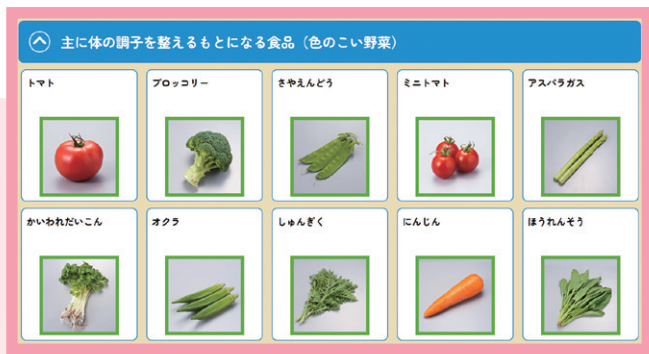 主に体の調子を整えるもとになる食品（色のこい野菜）
トマト
ブロッコリー
さやえんどう
ミニトマト
アスパラガス
かいわれだいこん
オクラ
しゅんぎく
にんじん
ほうれんそう